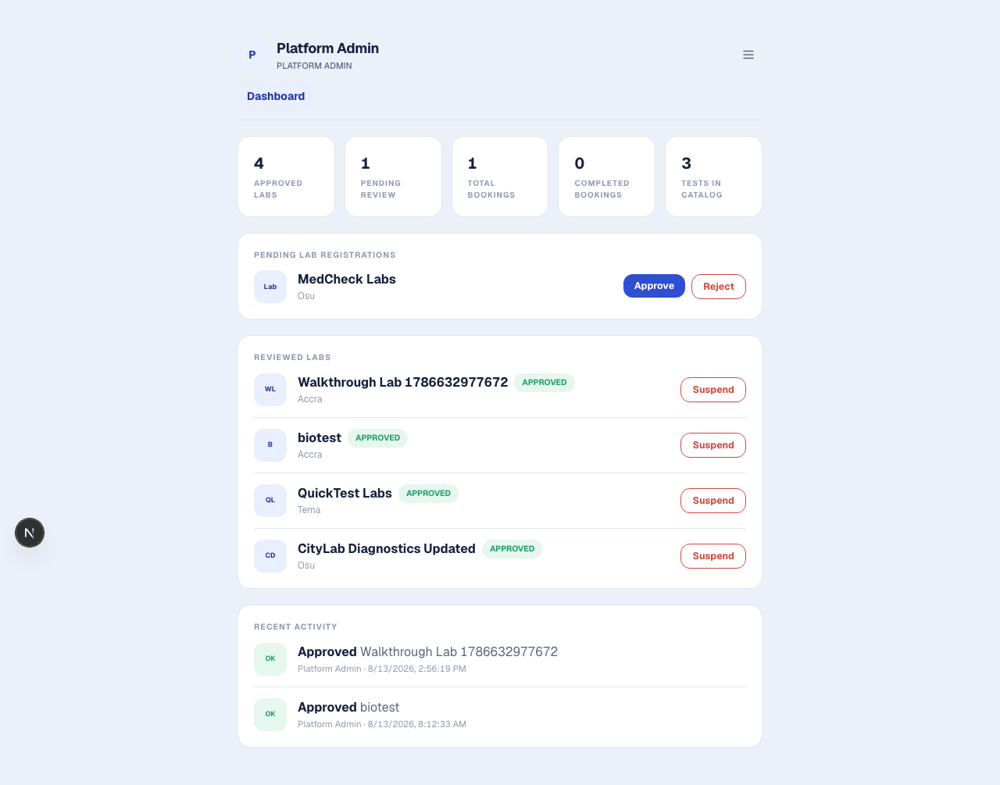 P
Platform Admin
PLATFORM ADMIN
Dashboard
4
APPROVED
LABS
1
PENDING
REVIEW
1
TOTAL
BOOKINGS
0
COMPLETED
BOOKINGS
3
TESTS IN
CATALOG
PENDING LAB REGISTRATIONS
Lab
MedCheck Labs
Osu
Approve
Reject
REVIEWED LABS
WL
Walkthrough Lab 1786632977672 APPROVED
Accra
Suspend
B
biotest APPROVED
Accra
Suspend
QL
QuickTest Labs APPROVED
Tema
Suspend
CD
CityLab Diagnostics Updated APPROVED
Osu
Suspend
N
RECENT ACTIVITY
OK
Approved Walkthrough Lab 1786632977672
Platform Admin · 8/13/2026, 2:56:19 PM
OK
Approved biotest
Platform Admin · 8/13/2026, 8:12:33 AM